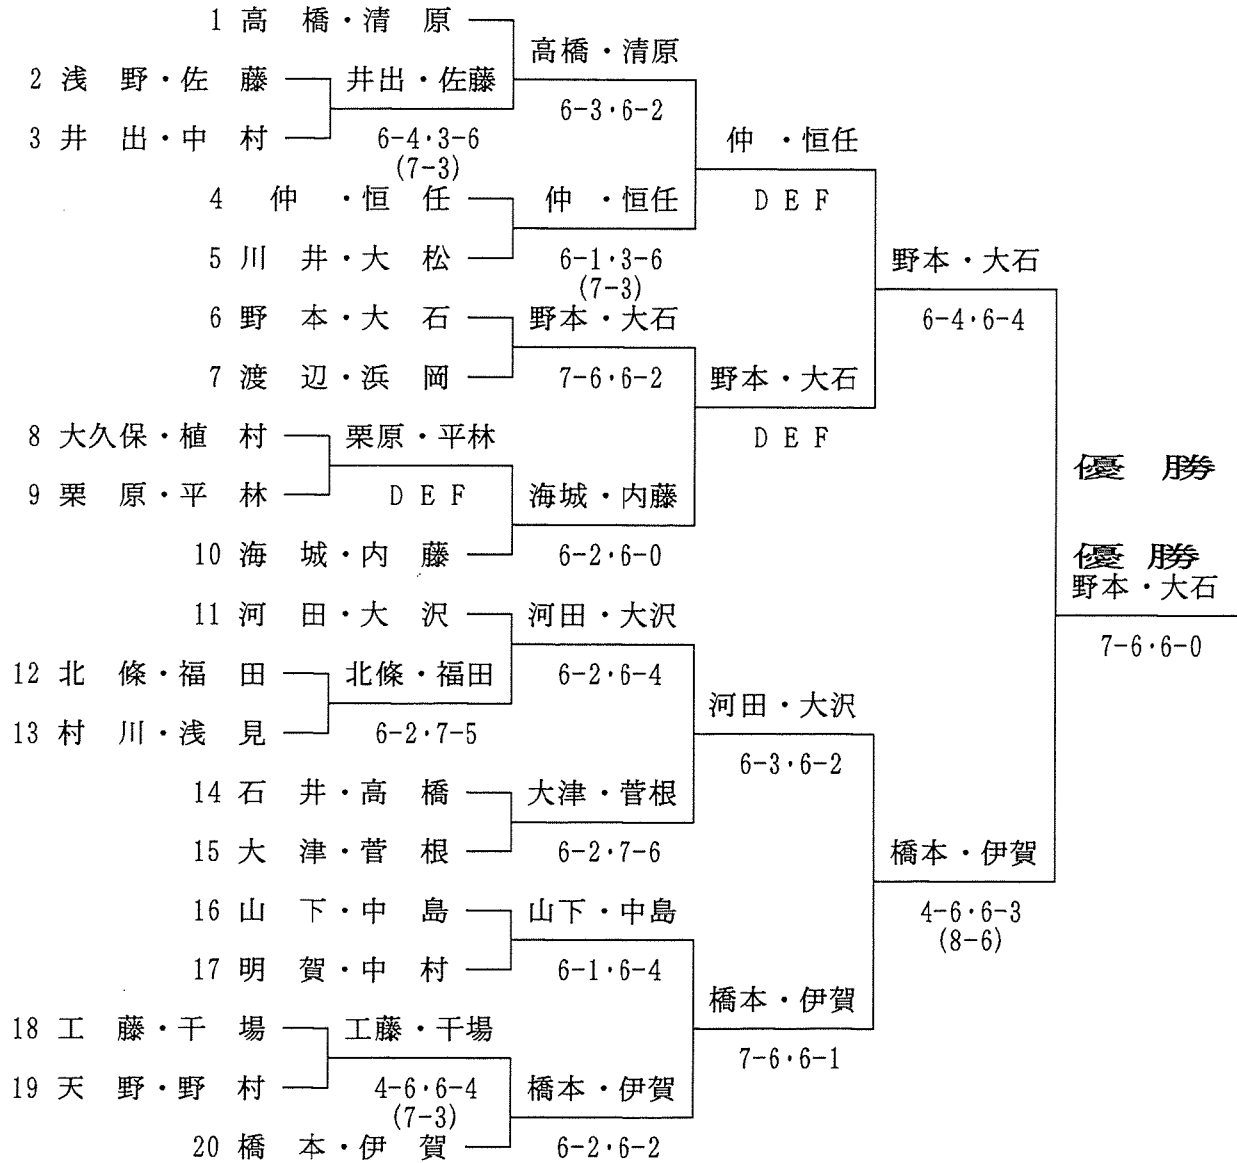 1 高橋・清原
高橋・清原
2 浅野・佐藤
井出・佐藤
6-3・6-2
3 井出・中村
6-4・3-6
(7-3)
仲・恒任
4 仲・恒任
仲・恒任
DEF
5 川井・大松
6-1・3-6
(7-3)
野本・大石
6 野本・大石
野本・大石
6-4・6-4
7 渡辺・浜岡
7-6・6-2
野本・大石
8 大久保・植村
栗原・平林
DEF
優勝
9 栗原・平林
DEF
海城・内藤
10 海城・内藤
6-2・6-0
優勝
野本・大石
11 河田・大沢
河田・大沢
7-6・6-0
12 北條・福田
北條・福田
6-2・6-4
13 村川・浅見
6-2・7-5
河田・大沢
6-3・6-2
14 石井・高橋
大津・菅根
15 大津・菅根
6-2・7-6
橋本・伊賀
16 山下・中島
山下・中島
4-6・6-3
(8-6)
17 明賀・中村
6-1・6-4
橋本・伊賀
18 工藤・干場
工藤・干場
7-6・6-1
19 天野・野村
4-6・6-4
(7-3)
橋本・伊賀
20 橋本・伊賀
6-2・6-2